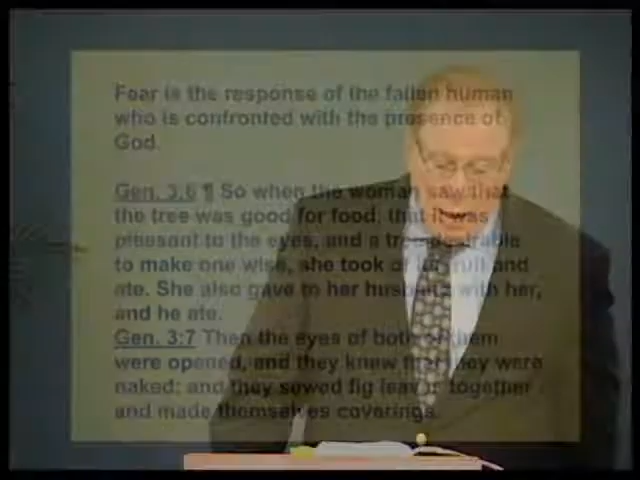 Fear is the response of the fallen human
who is confronted with the presence of
God.
Gen. 3:6 ¶ So when the woman saw that
the tree was good for food, that it was
pleasant to the eyes, and a tree desirable
to make one wise, she took of its fruit and
ate. She also gave to her husband with her,
and he ate.
Gen. 3:7 Then the eyes of both of them
were opened, and they knew that they were
naked; and they sewed fig leaves together
and made themselves coverings.